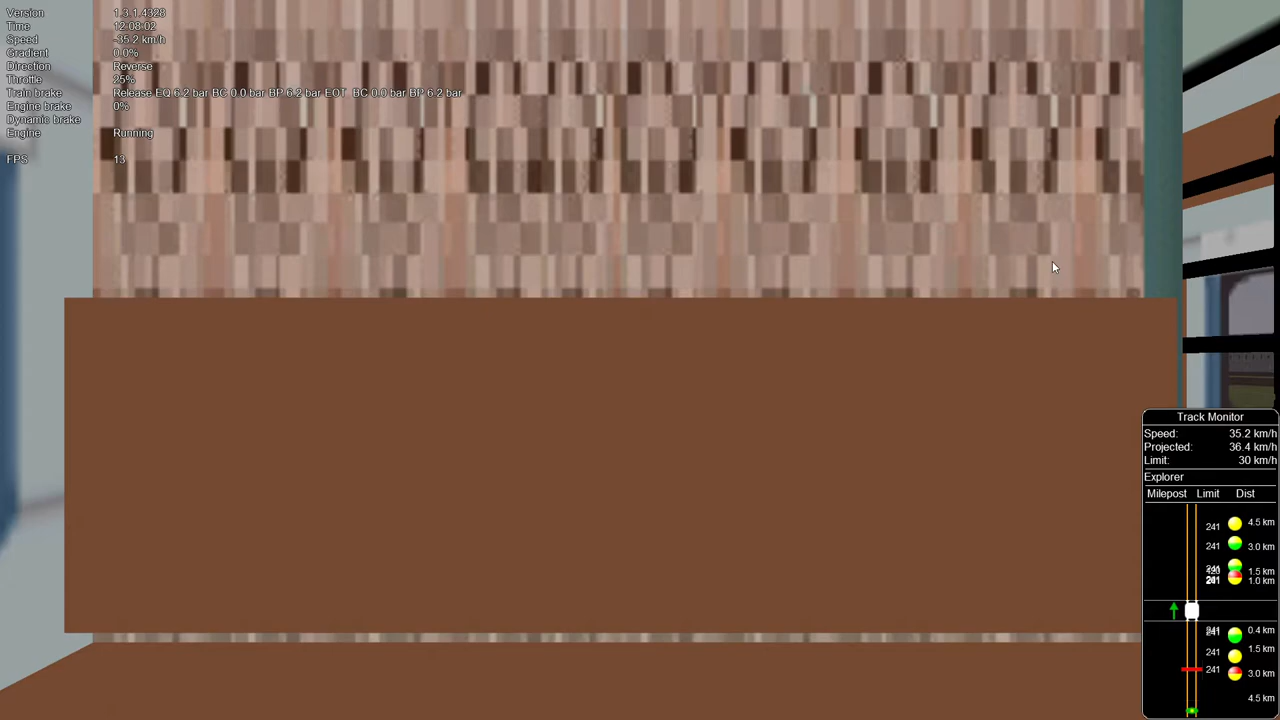 Version 1.3.1.4328
Time 12:08:02
Speed -35.2 km/h
Gradient 0.0%
Direction Reverse
Throttle 25%
Train brake Release EQ 6.2 bar BC 0.0 bar BP 6.2 bar EOT BC 0.0 bar BP 6.2 bar
Engine brake 0%
Dynamic brake
Engine Running
FPS 13
Track Monitor
Speed: 35.2 km/h
Projected: 36.4 km/h
Limit: 30 km/h
Explorer
Milepost Limit Dist
241 4.5 km
241 3.0 km
1.5 km
1.0 km
0.4 km
241 1.5 km
241 3.0 km
4.5 km